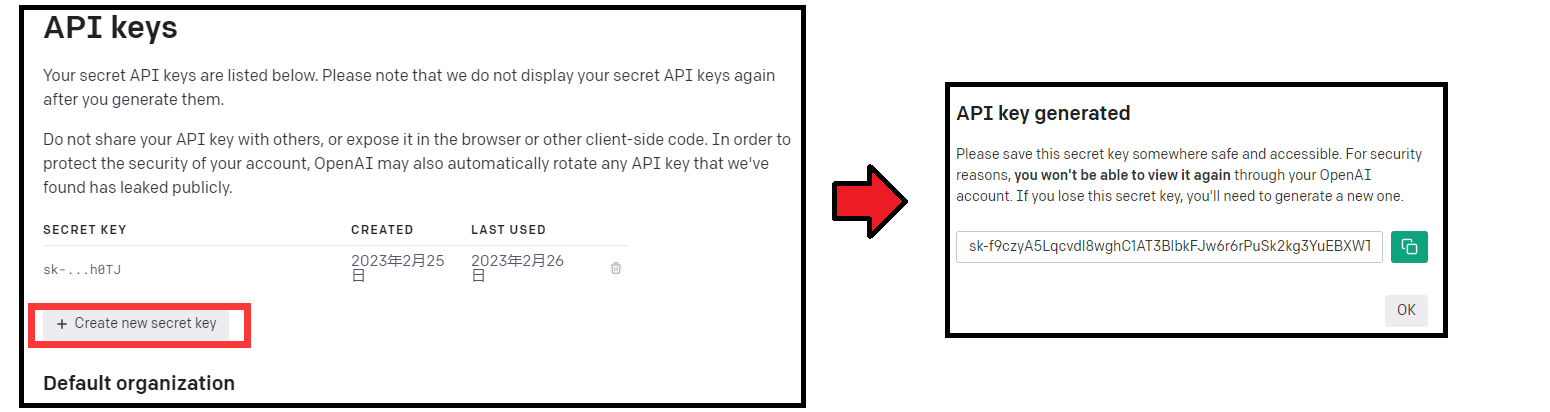 API keys
Your secret API keys are listed below. Please note that we do not display your secret API keys again
after you generate them.
Do not share your API key with others, or expose it in the browser or other client-side code. In order to
protect the security of your account, OpenAI may also automatically rotate any API key that we've
found has leaked publicly.
SECRET KEY CREATED LAST USED
sk-...h0TJ 2023年2月25日 2023年2月26日
+ Create new secret key
Default organization
API key generated
Please save this secret key somewhere safe and accessible. For security
reasons, you won't be able to view it again through your OpenAI
account. If you lose this secret key, you'll need to generate a new one.
OK